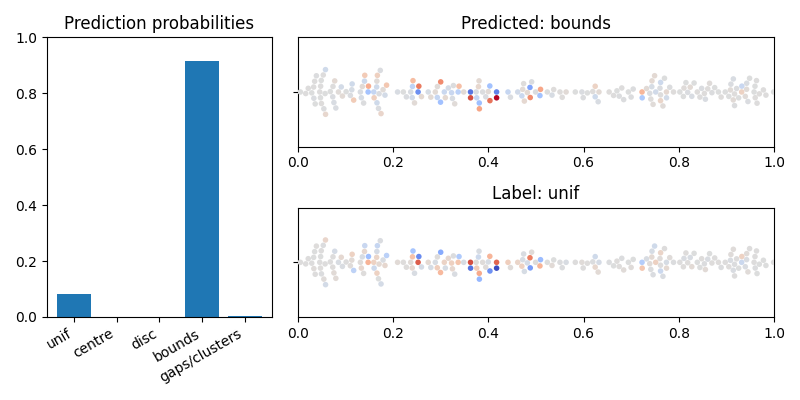 Prediction probabilities
1.0
0.8
0.6
0.4
0.2
0.0
unif
centre
disc
bounds
gaps/clusters
Predicted: bounds
0.0 0.2 0.4 0.6 0.8 1.0
Label: unif
0.0 0.2 0.4 0.6 0.8 1.0